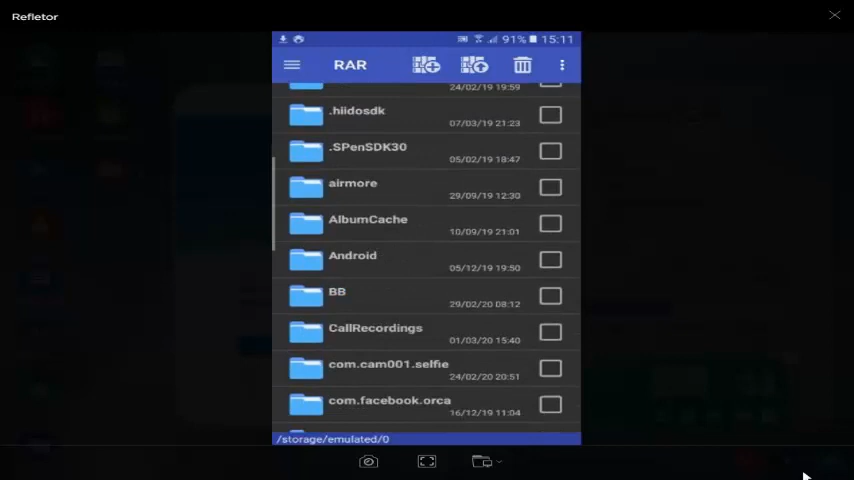 Refletor
91% 15:11
RAR
24/02/19 19:59
.hiidosdk
07/03/19 21:23
.SPenSDK30
05/02/19 18:47
airmore
29/09/19 12:30
AlbumCache
10/09/19 21:01
Android
05/12/19 19:50
BB
29/02/20 08:12
CallRecordings
01/03/20 15:40
com.cam001.selfie
24/02/20 20:51
com.facebook.orca
16/12/19 11:04
/storage/emulated/0